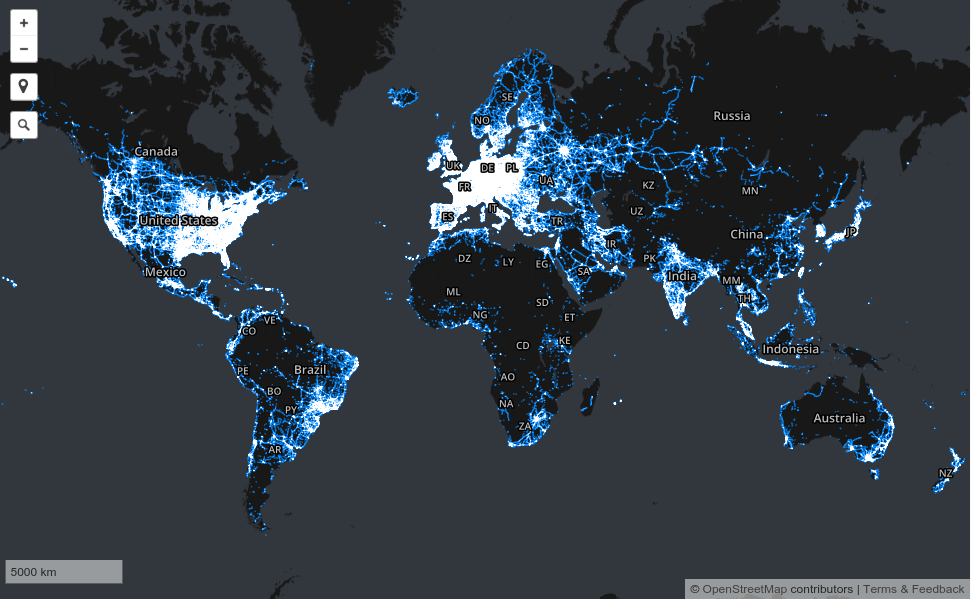 +
−
SE
NO
Russia
Canada
UK
DE
PL
FR
UA
KZ
MN
IT
UZ
ES
United States
TR
JP
China
IR
DZ
LY
EG
PK
Mexico
SA
India
MM
ML
SD
TH
NG
ET
VE
CO
CD
KE
Indonesia
PE
Brazil
AO
BO
NA
PY
Australia
ZA
AR
NZ
5000 km
© OpenStreetMap contributors | Terms & Feedback